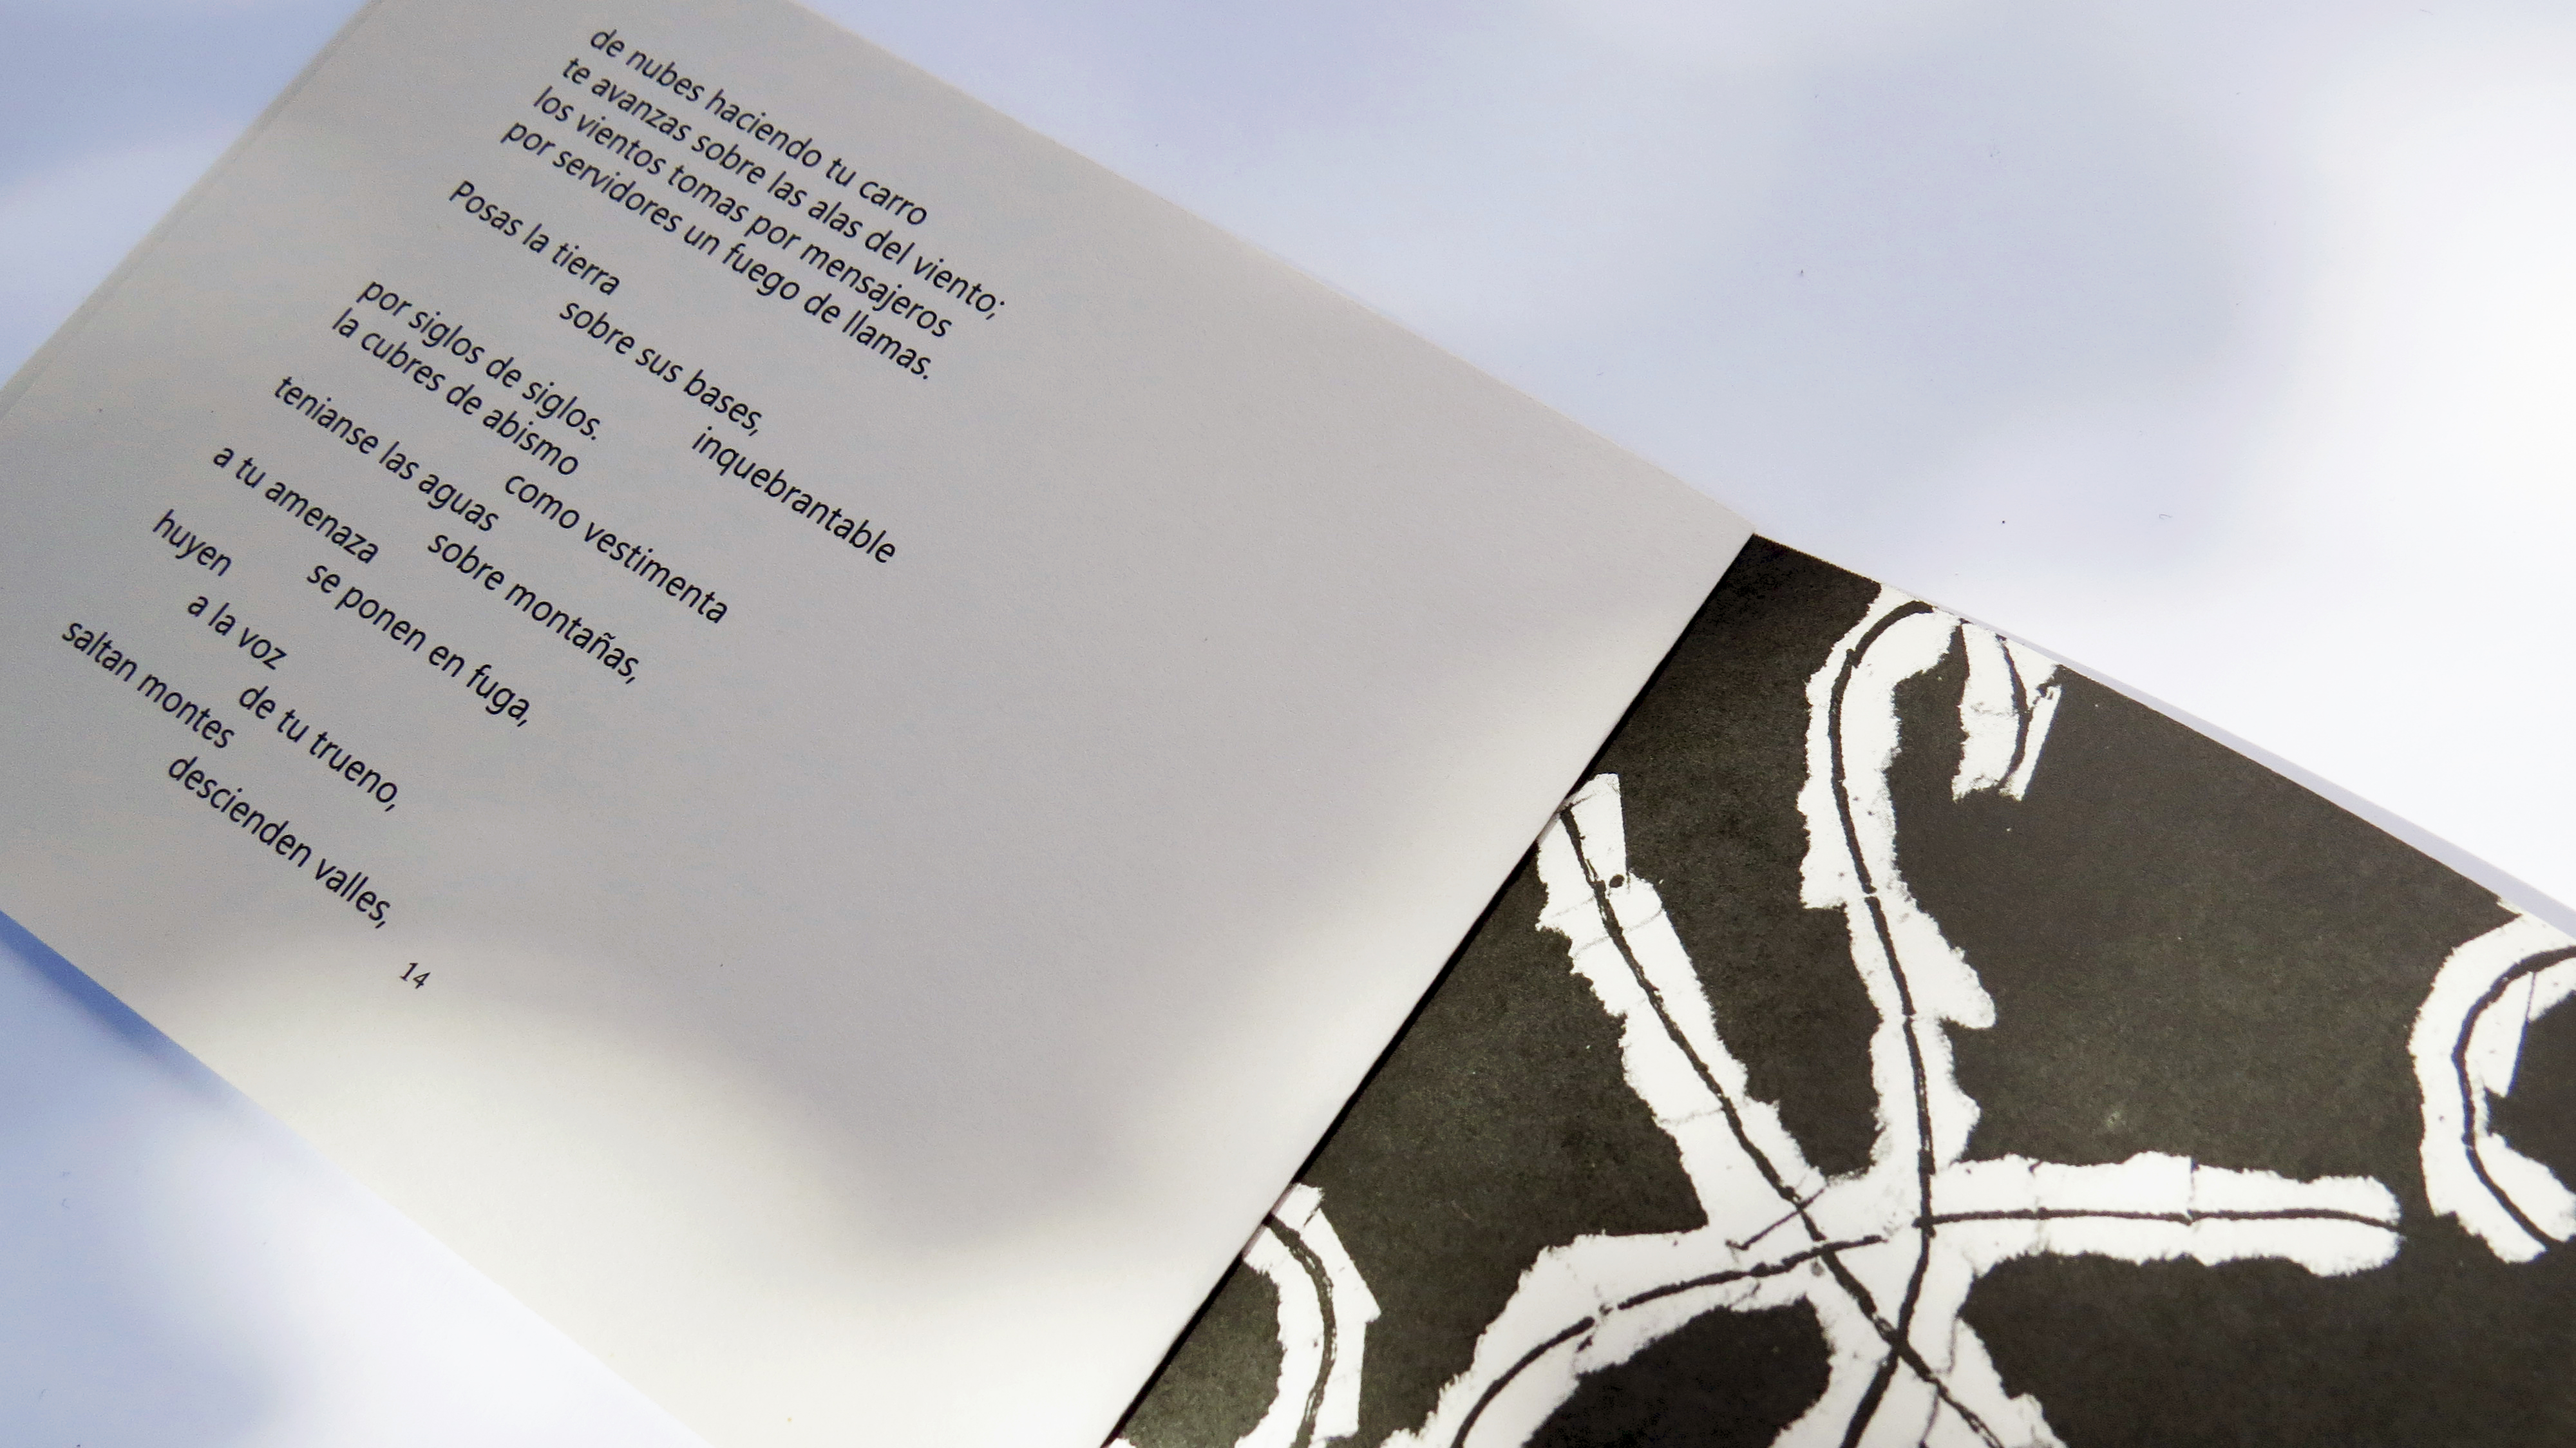 de nubes haciendo tu carro
te avanzas sobre las alas del viento;
los vientos tomas por mensajeros
por servidores un fuego de llamas.
Posas la tierra
sobre sus bases,
inquebrantable
por siglos de siglos.
la cubres de abismo
como vestimenta
tenianse las aguas
sobre montañas,
a tu amenaza
se ponen en fuga,
huyen
a la voz
de tu trueno,
saltan montes
descienden valles,
14